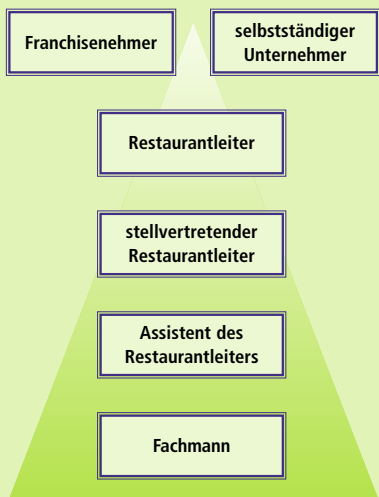 Franchisenehmer
selbstständiger
Unternehmer
Restaurantleiter
stellvertretender
Restaurantleiter
Assistent des
Restaurantleiters
Fachmann